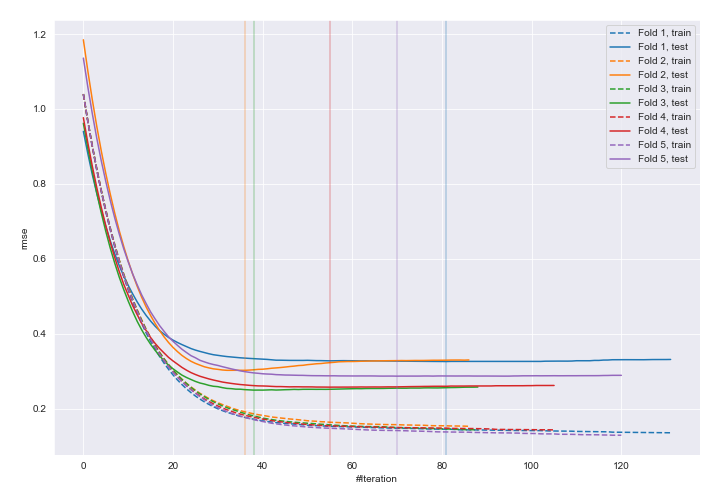 1.2
1.0
0.8
0.6
0.4
0.2
rmse
0
20
40
60
80
100
120
#Iteration
Fold 1, train
Fold 1, test
Fold 2, train
Fold 2, test
Fold 3, train
Fold 3, test
Fold 4, train
Fold 4, test
Fold 5, train
Fold 5, test